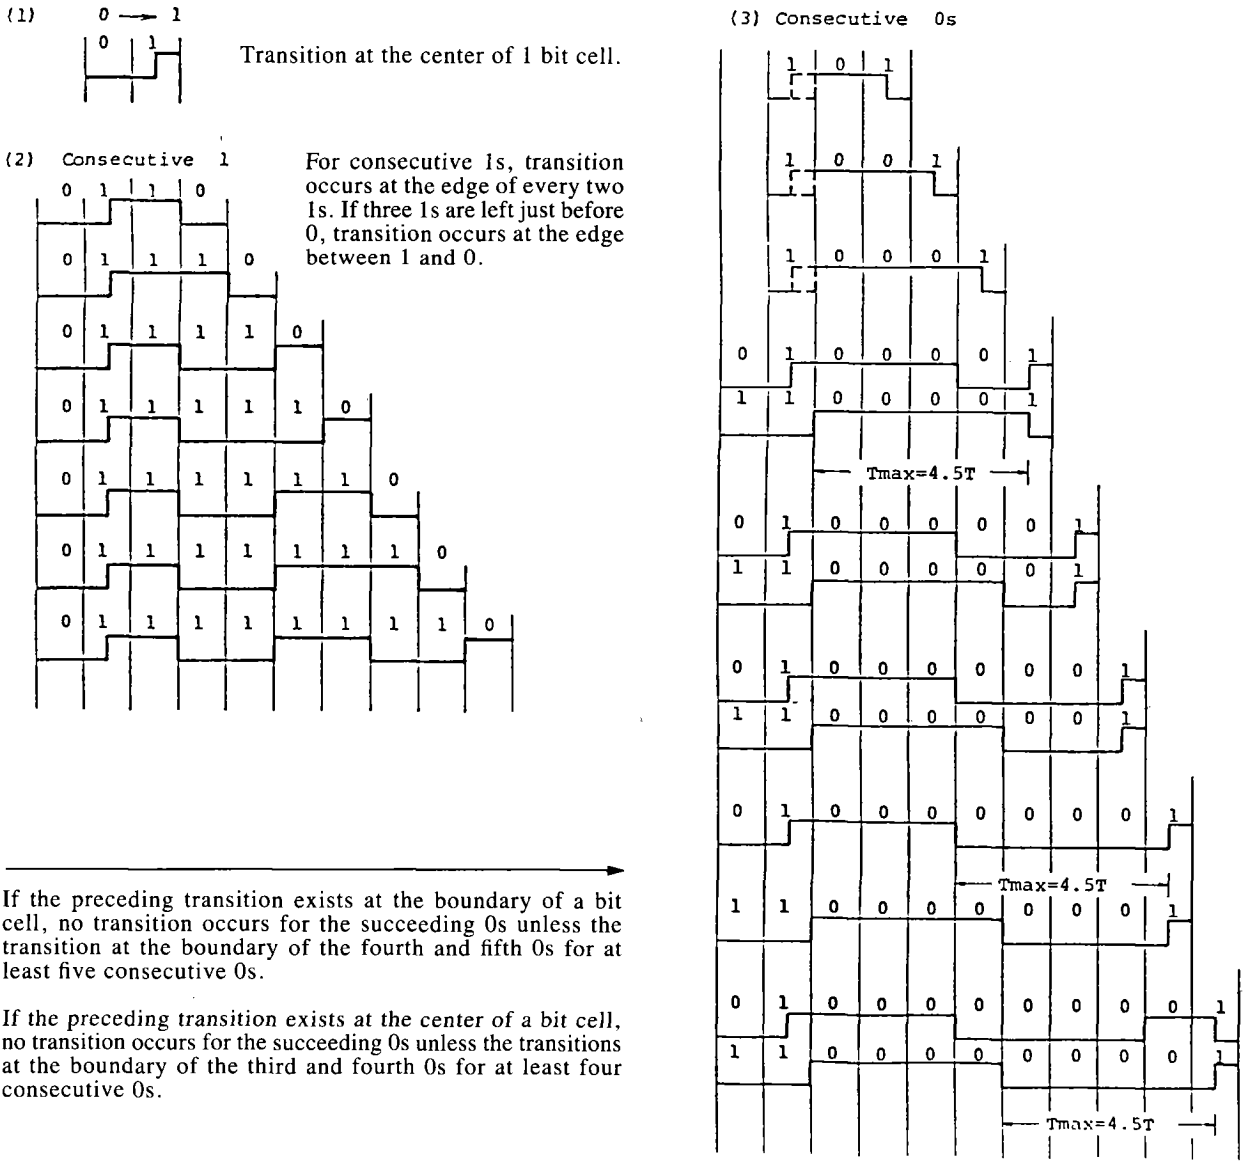 (1) 0 → 1
0 1
Transition at the center of 1 bit cell.
(2) Consecutive 1
For consecutive 1s, transition
occurs at the edge of every two
1s. If three 1s are left just before
0, transition occurs at the edge
between 1 and 0.
0 1 1 0
0 1 1 1 0
0 1 1 1 1 0
0 1 1 1 1 1 0
0 1 1 1 1 1 1 0
0 1 1 1 1 1 1 1 0
0 1 1 1 1 1 1 1 1 0
If the preceding transition exists at the boundary of a bit
cell, no transition occurs for the succeeding 0s unless the
transition at the boundary of the fourth and fifth 0s for at
least five consecutive 0s.
If the preceding transition exists at the center of a bit cell,
no transition occurs for the succeeding 0s unless the transitions
at the boundary of the third and fourth 0s for at least four
consecutive 0s.
(3) Consecutive 0s
1 0 1
1 0 0 1
1 0 0 0 1
0 1 0 0 0 0 1
1 1 0 0 0 0 1
Tmax=4.5T
0 1 0 0 0 0 0 1
1 1 0 0 0 0 0 1
0 1 0 0 0 0 0 0 1
1 1 0 0 0 0 0 0 1
0 1 0 0 0 0 0 0 0 1
Tmax=4.5T
1 1 0 0 0 0 0 0 0 1
0 1 0 0 0 0 0 0 0 0 1
1 1 0 0 0 0 0 0 0 0 1
Tmax=4.5T